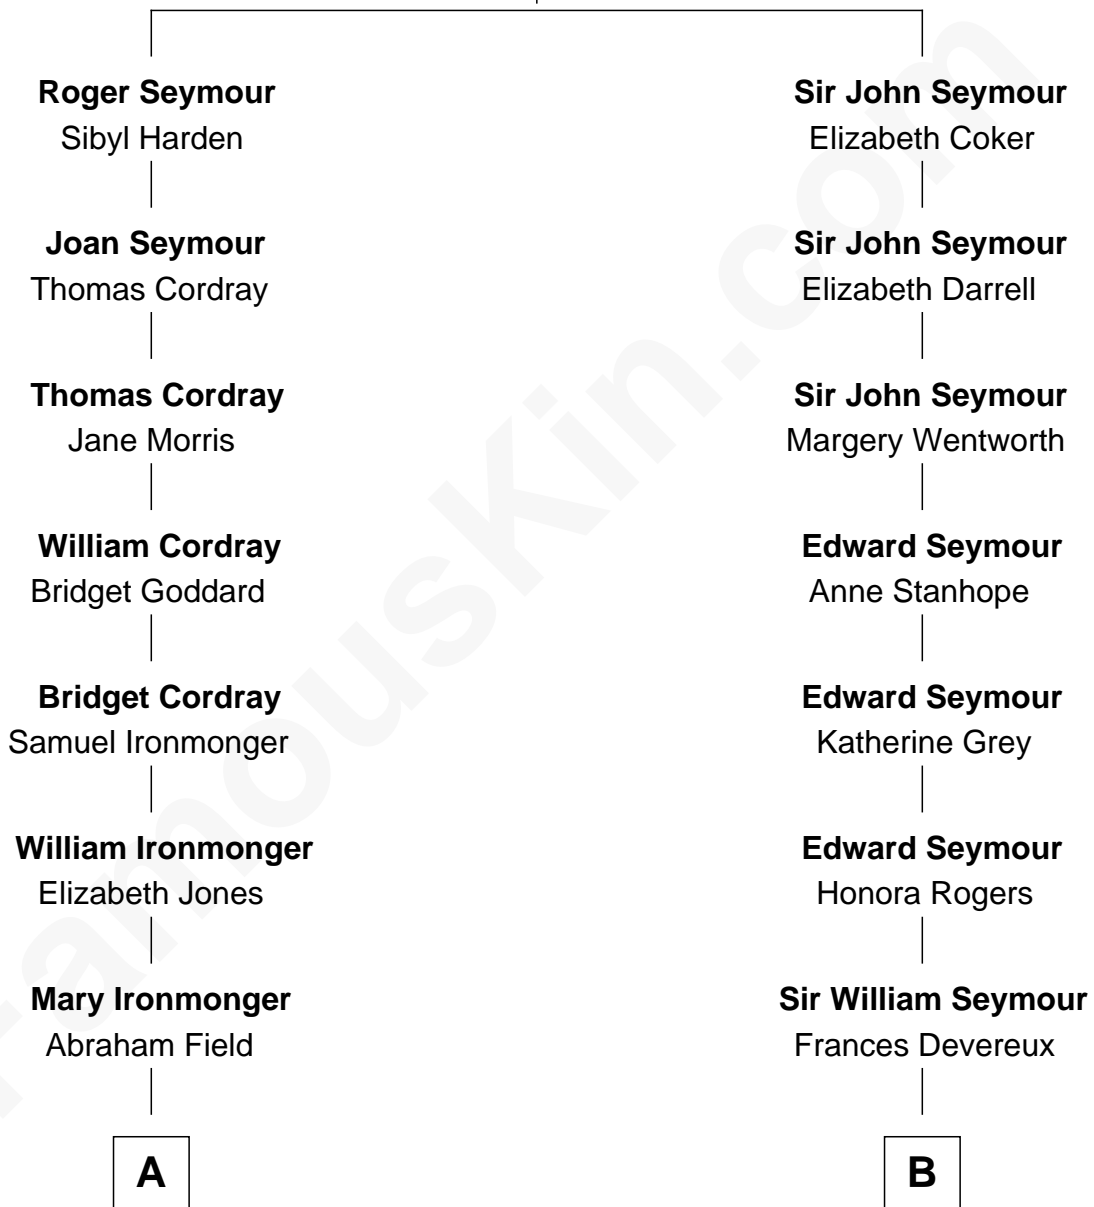 Roger Seymour
Sibyl Harden
Joan Seymour
Thomas Cordray
Thomas Cordray
Jane Morris
William Cordray
Bridget Goddard
Bridget Cordray
Samuel Ironmonger
William Ironmonger
Elizabeth Jones
Mary Ironmonger
Abraham Field
A
Sir John Seymour
Elizabeth Coker
Sir John Seymour
Elizabeth Darrell
Sir John Seymour
Margery Wentworth
Edward Seymour
Anne Stanhope
Edward Seymour
Katherine Grey
Edward Seymour
Honora Rogers
Sir William Seymour
Frances Devereux
B
FamousKin.com